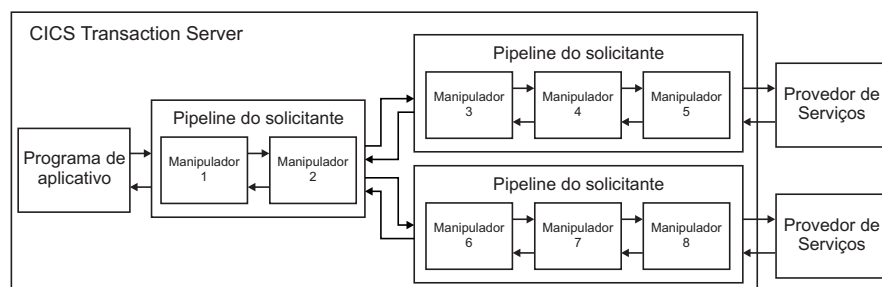 CICS Transaction Server
Pipeline do solicitante
Manipulador
3
Manipulador
4
Manipulador
5
Provedor de
Serviços
Pipeline do solicitante
Programa de
aplicativo
Manipulador
1
Manipulador
2
Pipeline do solicitante
Manipulador
6
Manipulador
7
Manipulador
8
Provedor de
Serviços